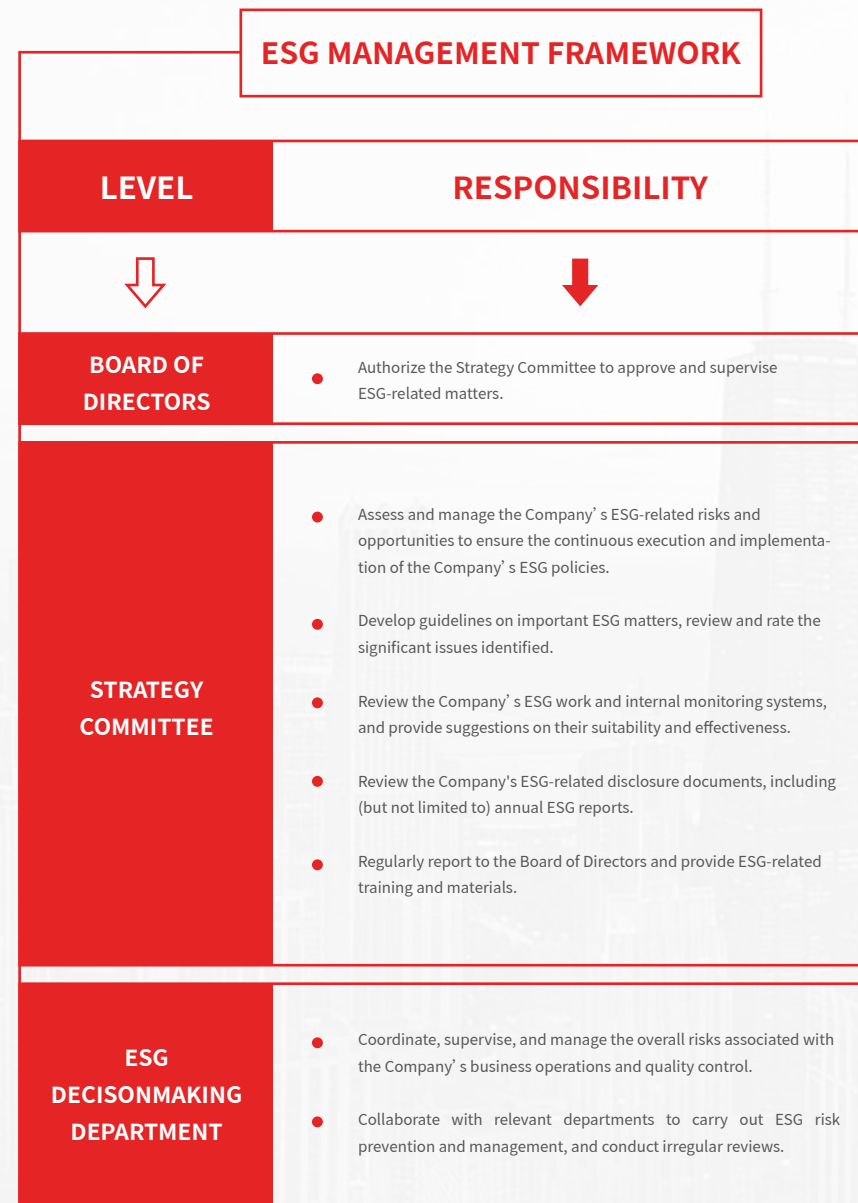 ESG MANAGEMENT FRAMEWORK
LEVEL
RESPONSIBILITY
BOARD OF
DIRECTORS
Authorize the Strategy Committee to approve and supervise
ESG-related matters.
STRATEGY
COMMITTEE
Assess and manage the Company’s ESG-related risks and
opportunities to ensure the continuous execution and implementa-
tion of the Company’s ESG policies.
Develop guidelines on important ESG matters, review and rate the
significant issues identified.
Review the Company’s ESG work and internal monitoring systems,
and provide suggestions on their suitability and effectiveness.
Review the Company's ESG-related disclosure documents, including
(but not limited to) annual ESG reports.
Regularly report to the Board of Directors and provide ESG-related
training and materials.
ESG
DECISONMAKING
DEPARTMENT
Coordinate, supervise, and manage the overall risks associated with
the Company’s business operations and quality control.
Collaborate with relevant departments to carry out ESG risk
prevention and management, and conduct irregular reviews.